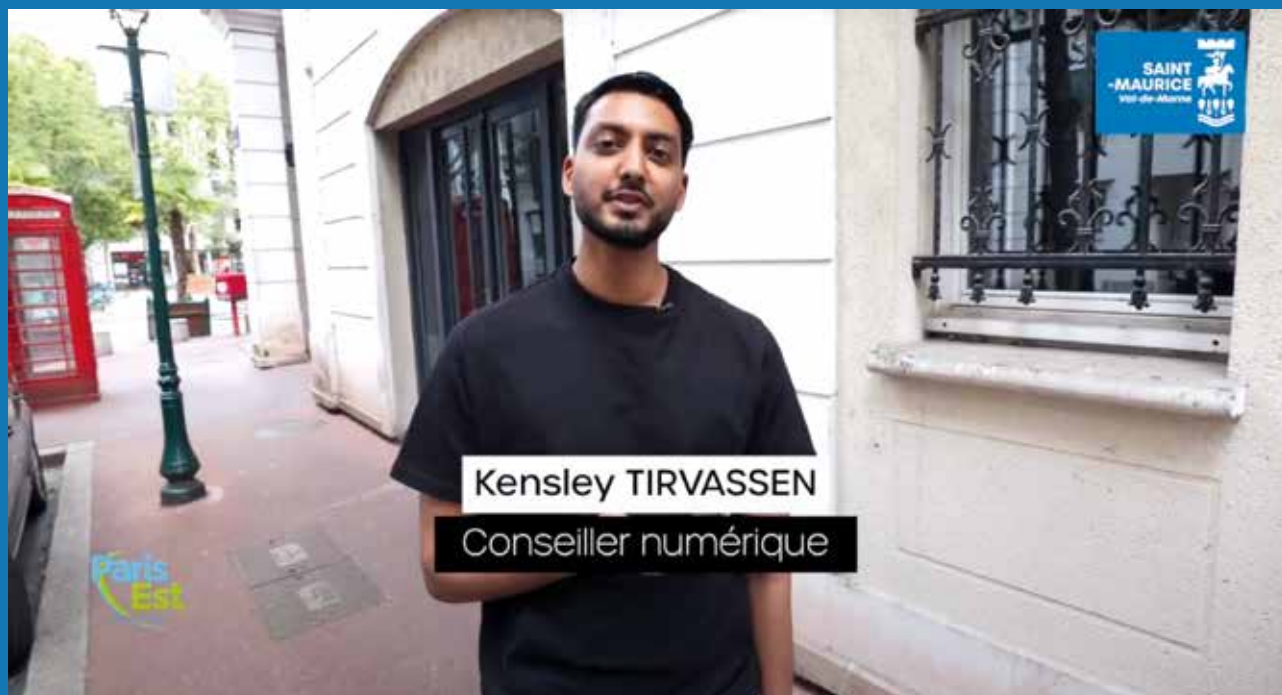 SAINT
-MAURICE
Val-de-Marne
Kensley TIRVASSEN
Conseiller numérique
Paris
Est